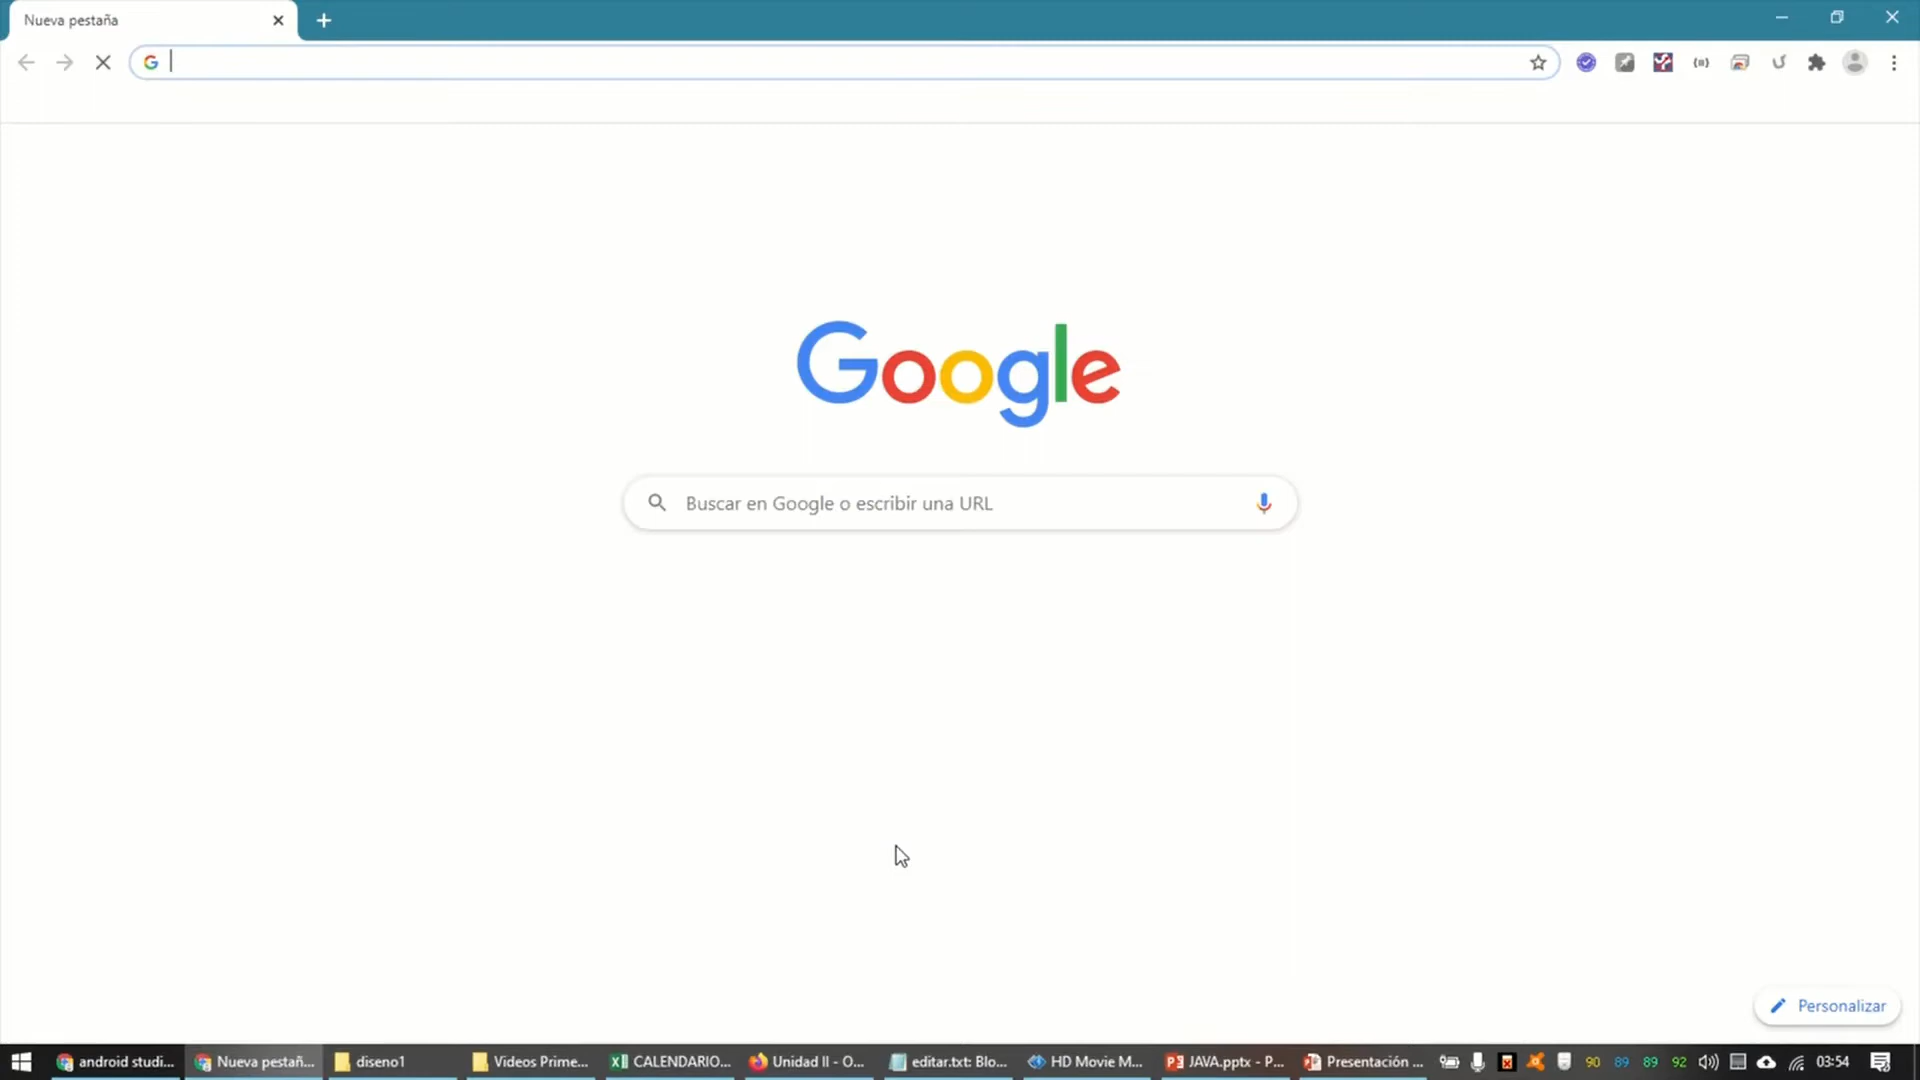 Nueva pestaña
Google
Buscar en Google o escribir una URL
Personalizar
android studi...
Nueva pestañ...
diseno1
Videos Prime...
CALENDARIO...
Unidad II - O...
editar.txt: Blo...
HD Movie M...
JAVA.pptx - P...
Presentación ...
90
89
89
92
03:54